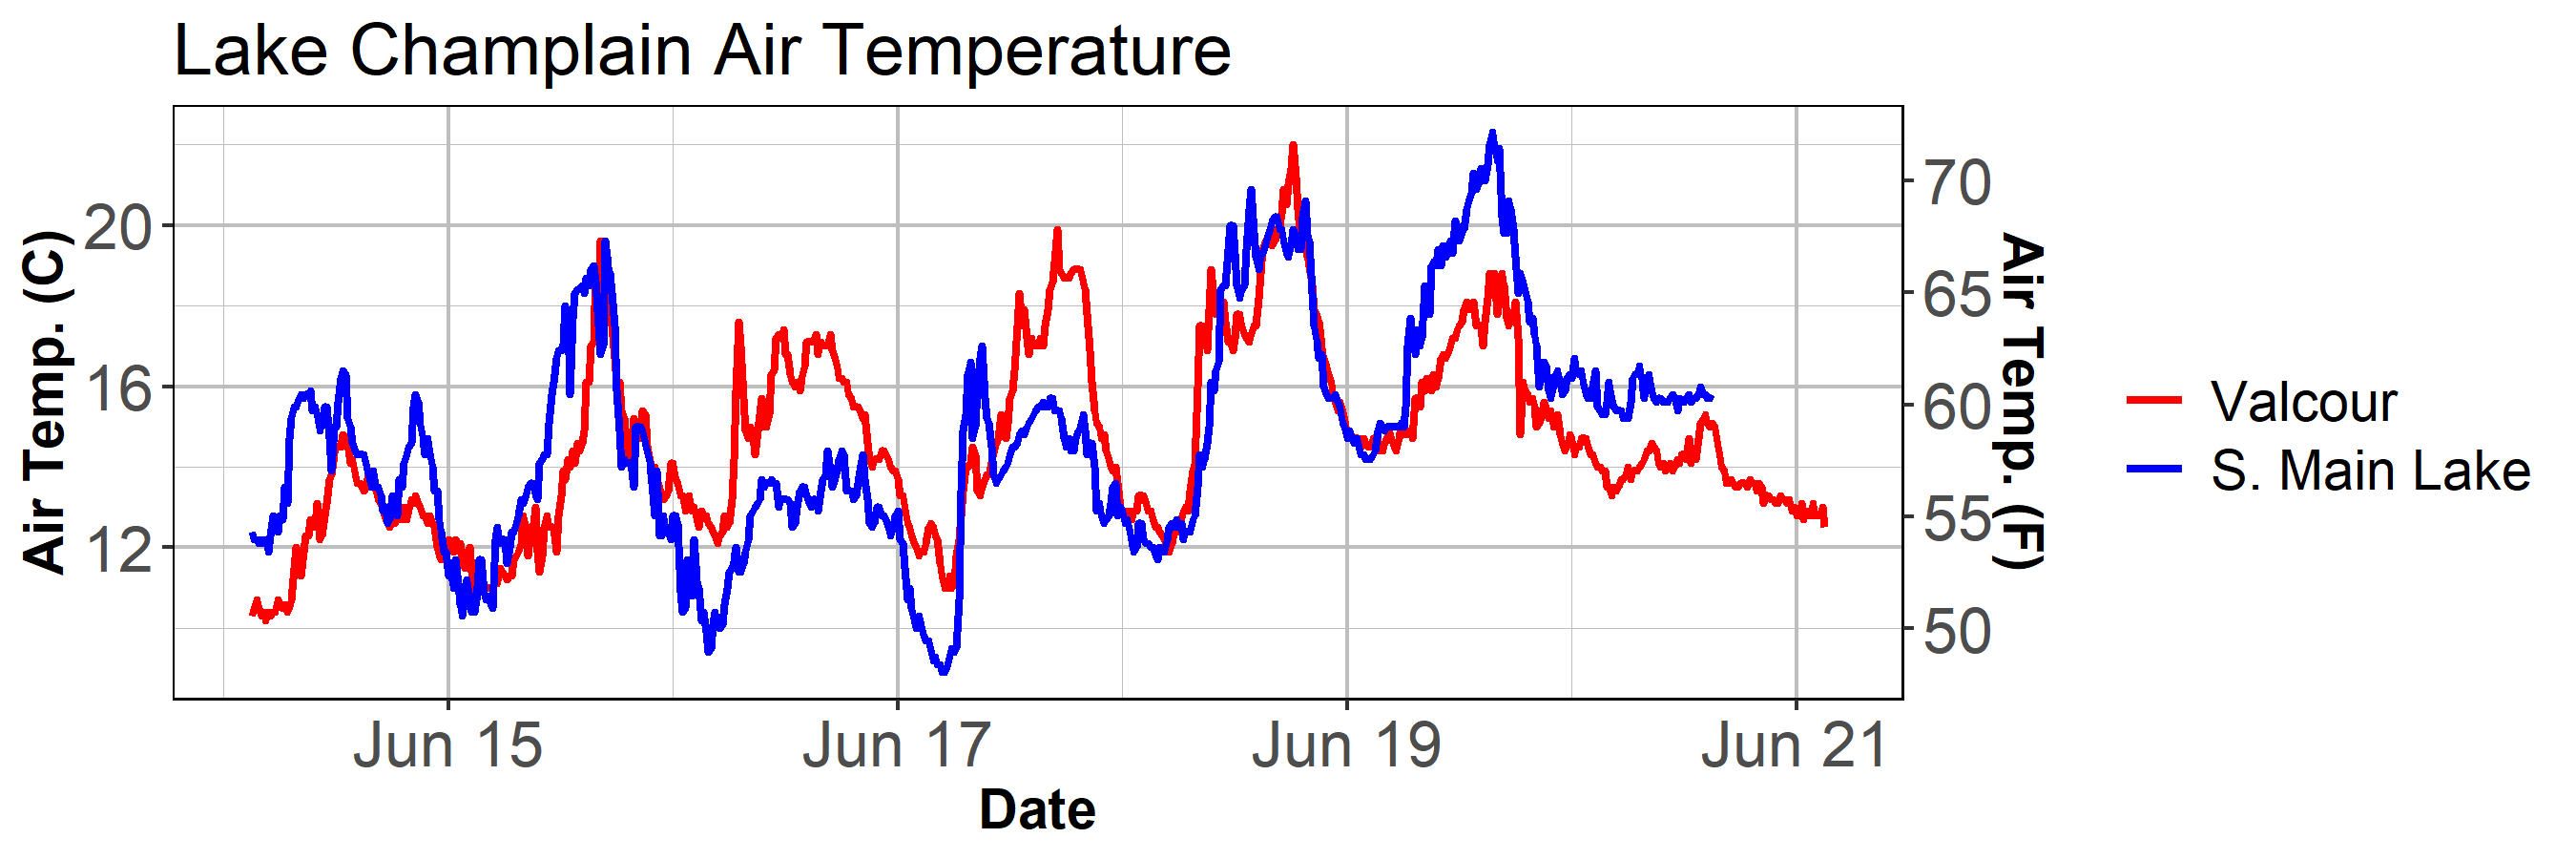 Lake Champlain Air Temperature
Air Temp. (C)
20
16
12
70
65
60
55
50
Air Temp. (F)
Jun 15
Jun 17
Jun 19
Jun 21
Date
Valcour
S. Main Lake